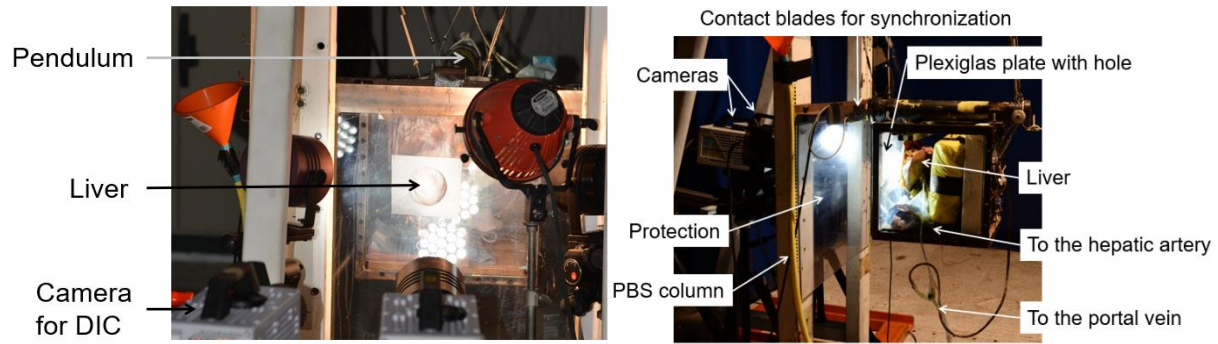 Pendulum
Liver
Camera
for DIC
Contact blades for synchronization
Cameras
Plexiglas plate with hole
Liver
Protection
To the hepatic artery
PBS column
To the portal vein